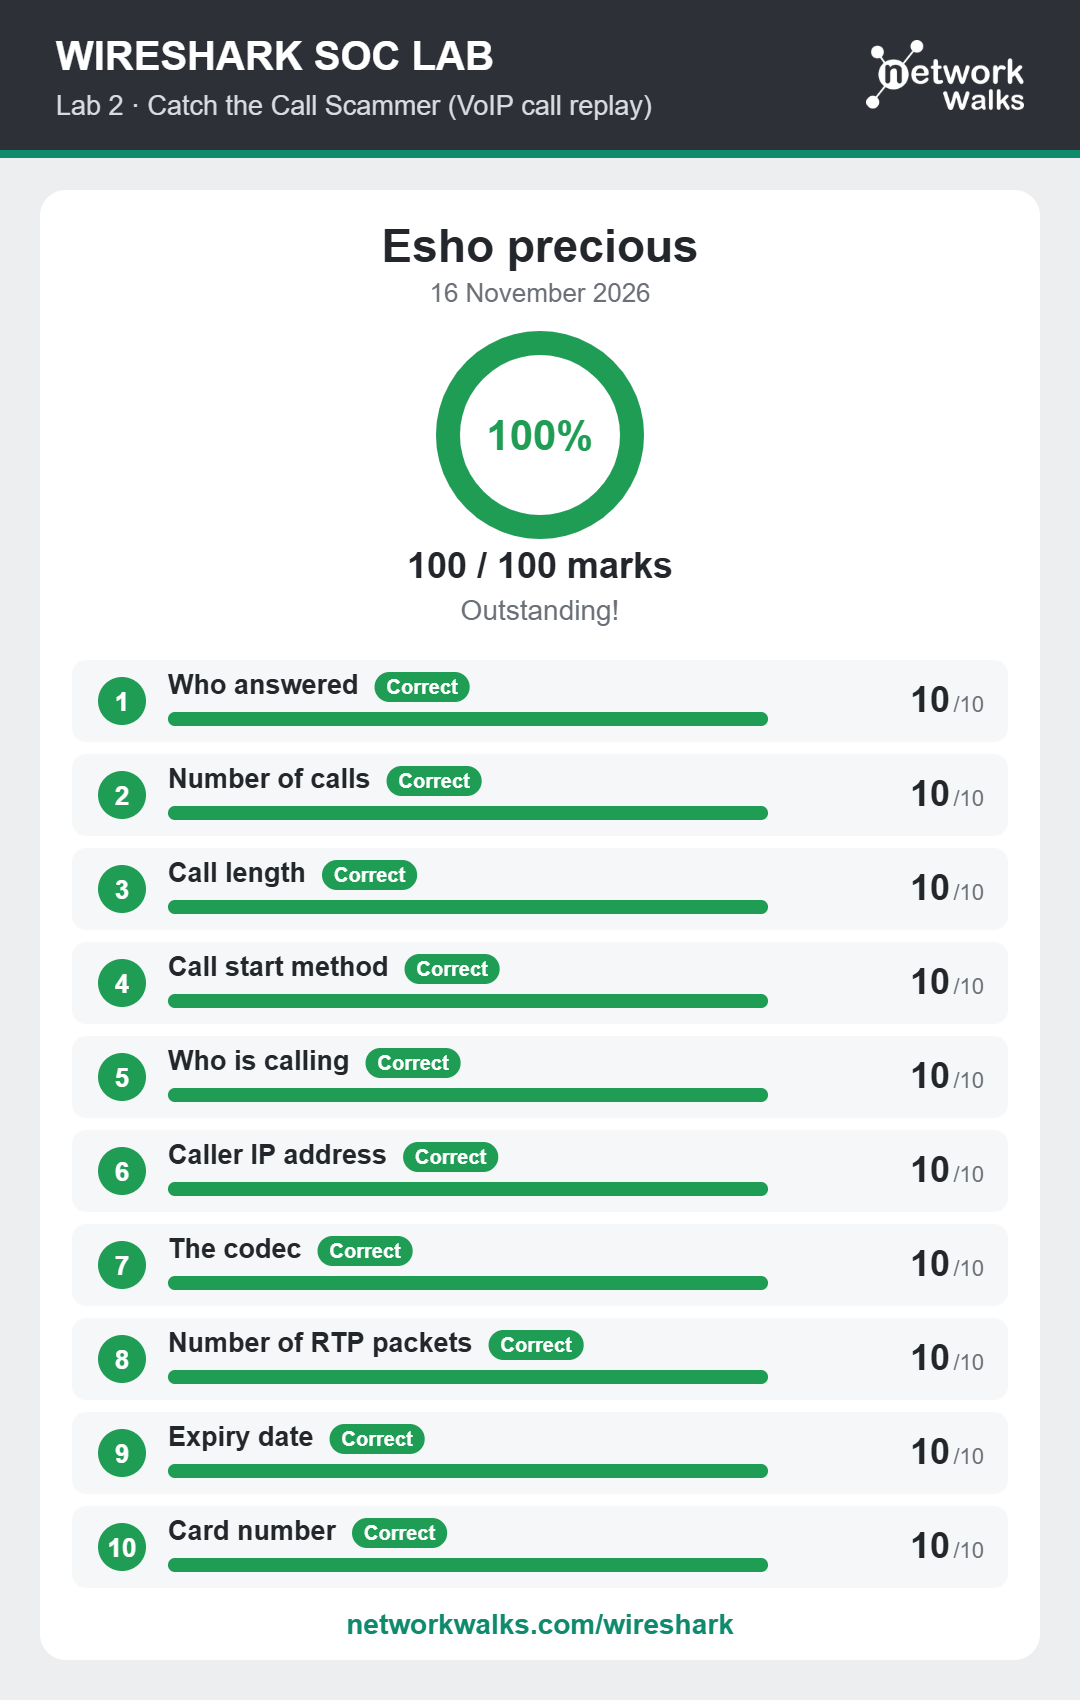 WIRESHARK SOC LAB
Lab 2 · Catch the Call Scammer (VoIP call replay)
network
walks
Esho precious
16 November 2026
100%
100 / 100 marks
Outstanding!
1 Who answered Correct 10/10
2 Number of calls Correct 10/10
3 Call length Correct 10/10
4 Call start method Correct 10/10
5 Who is calling Correct 10/10
6 Caller IP address Correct 10/10
7 The codec Correct 10/10
8 Number of RTP packets Correct 10/10
9 Expiry date Correct 10/10
10 Card number Correct 10/10
networkwalks.com/wireshark